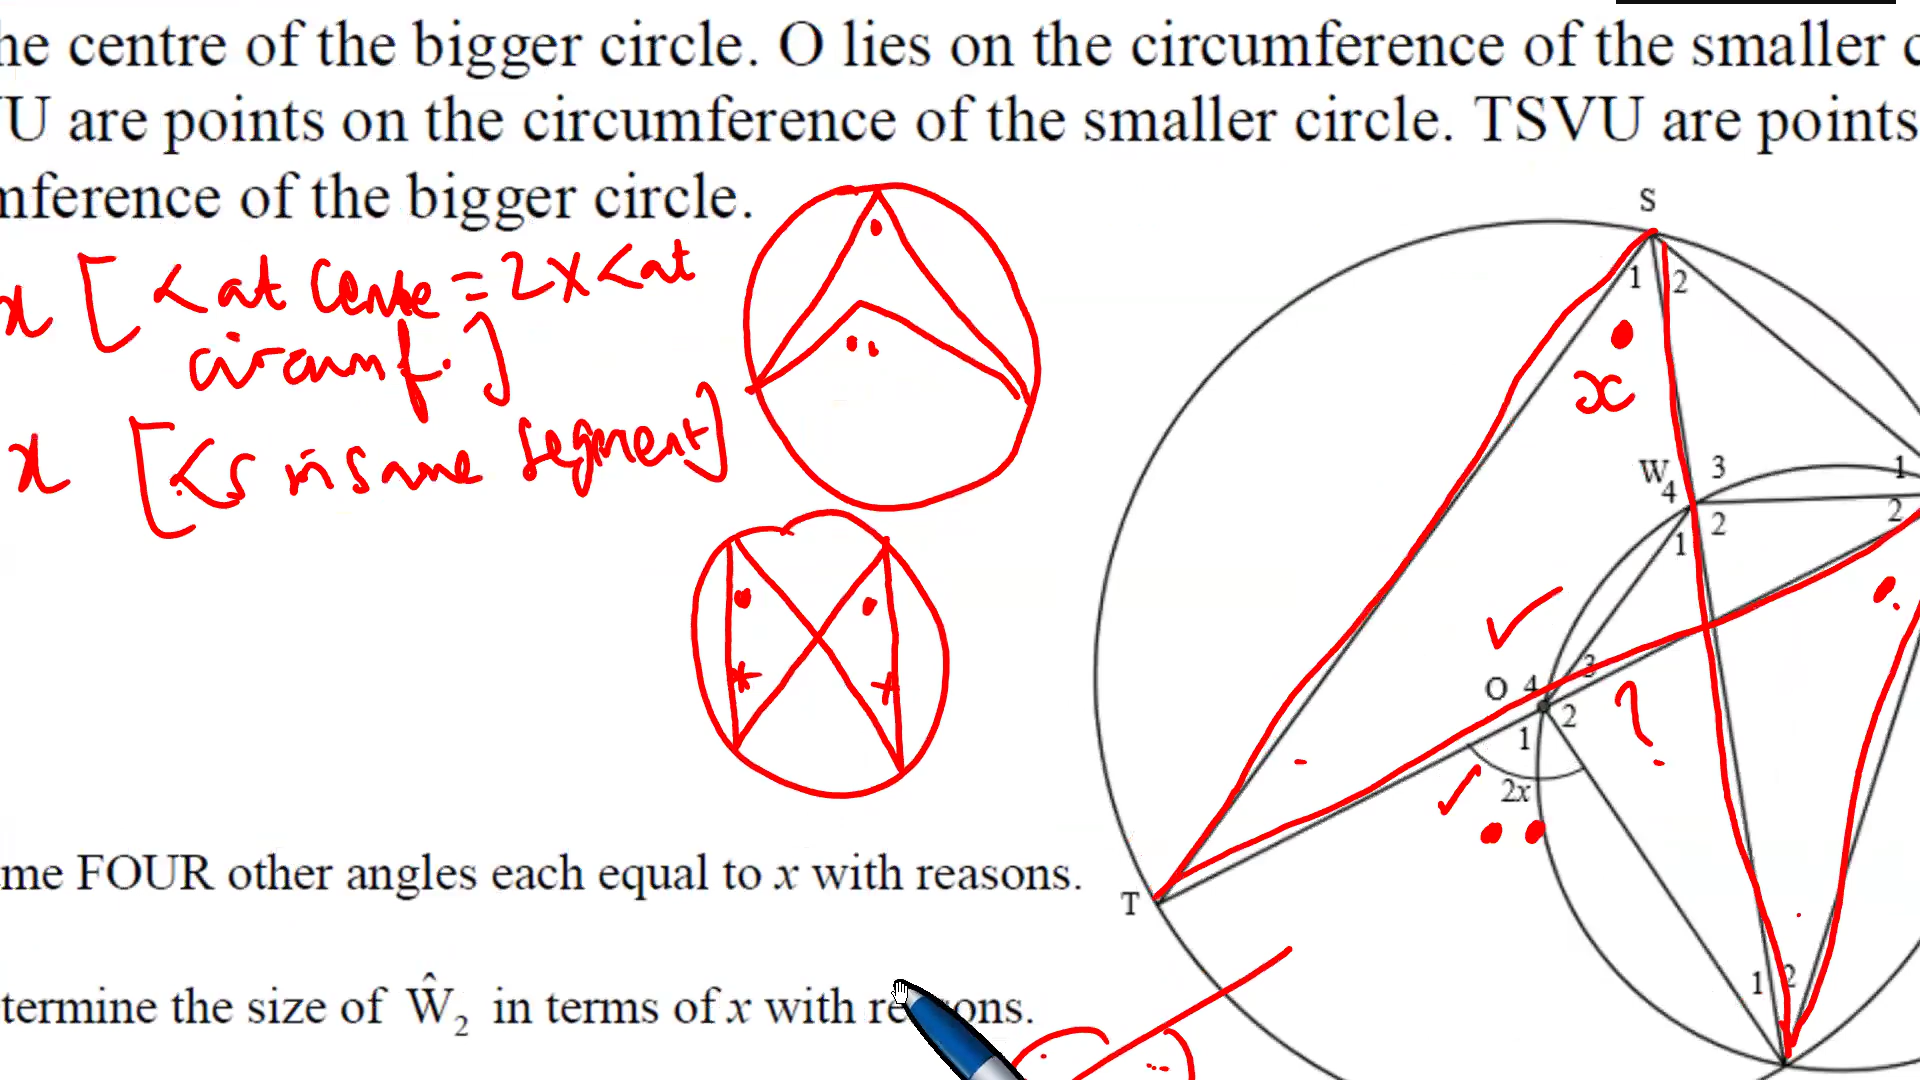 he centre of the bigger circle. O lies on the circumference of the smaller c
U are points on the circumference of the smaller circle. TSVU are points
mference of the bigger circle.
x [<at centre = 2x<at
circumf.]
x [<s in same segment]
S
1 2
x
W 3 1
4
2 2
1
3
O 4
2 ?
1
2x
me FOUR other angles each equal to x with reasons.
T
1 2
termine the size of Ŵ₂ in terms of x with reasons.